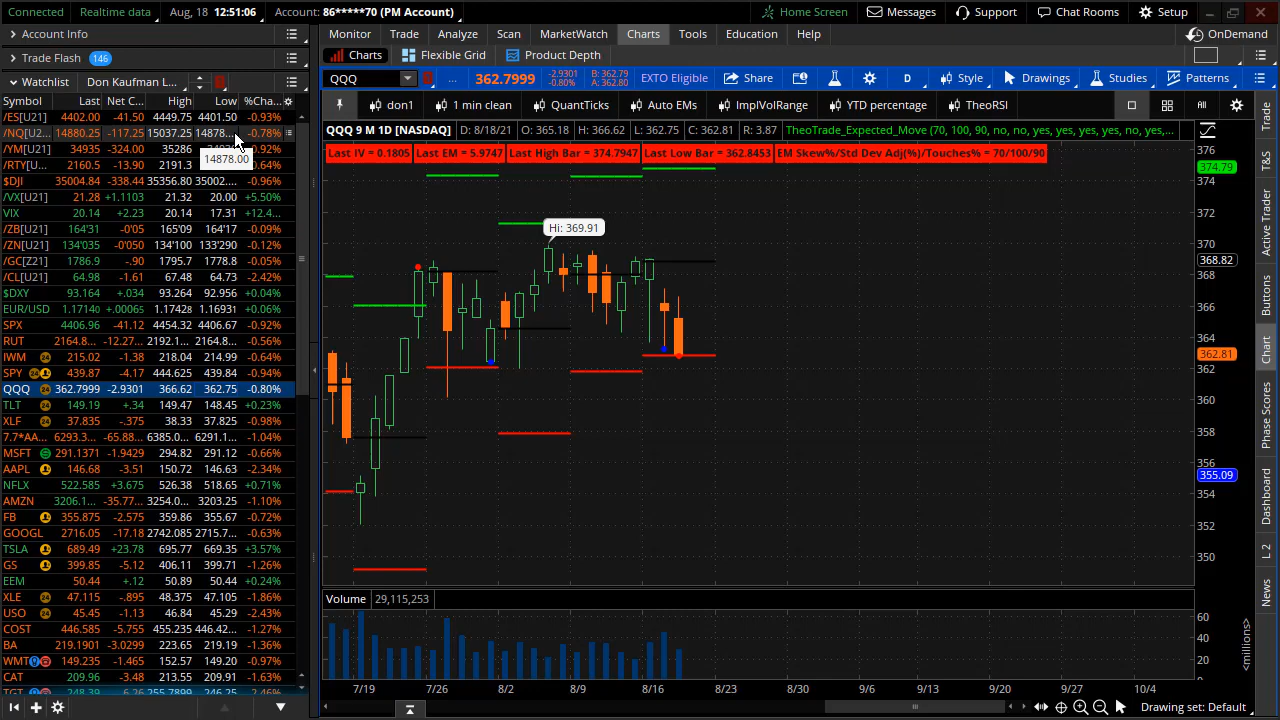 Connected Realtime data Aug, 18 12:51:06 Account: 86*****70 (PM Account) Home Screen Messages Support Chat Rooms Setup
Account Info
Monitor Trade Analyze Scan MarketWatch Charts Tools Education Help OnDemand
Trade Flash 146
Charts Flexible Grid Product Depth
Watchlist Don Kaufman L...
QQQ ... 362.7999 -2.9301 -0.80% B: 362.79 A: 362.80 EXTO Eligible Share D Style Drawings Studies Patterns
Symbol Last Net C... High Low %Cha...
don1 1 min clean QuantTicks Auto EMs ImplVolRange YTD percentage TheoRSI
/ES[U21] 4402.00 -41.50 4449.75 4401.50 -0.93%
/NQ[U2... 14880.25 -117.25 15037.25 14878.... -0.78%
/YM[U21] 34935 -324.00 35286 0.92%
14878.00
/RTY[U... 2160.5 -13.90 2191.3 0.64%
$DJI 35004.84 -338.44 35356.80 35002.... -0.96%
/VX[U21] 21.28 +1.1103 21.32 20.00 +5.50%
VIX 20.14 +2.23 20.14 17.31 +12.4...
/ZB[U21] 164'31 -0'05 165'09 164'17 -0.09%
/ZN[U21] 134'035 -0'050 134'100 133'290 -0.12%
/GC[Z21] 1786.9 -.90 1795.7 1778.8 -0.05%
/CL[U21] 64.98 -1.61 67.48 64.73 -2.42%
$DXY 93.164 +.034 93.264 92.956 +0.04%
EUR/USD 1.17140 +.00065 1.17428 1.16931 +0.06%
SPX 4406.96 -41.12 4454.32 4406.67 -0.92%
RUT 2164.8... -12.27... 2192.1... 2164.8... -0.56%
IWM 24 215.02 -1.38 218.04 214.99 -0.64%
SPY 24 439.87 -4.17 444.625 439.84 -0.94%
QQQ 24 362.7999 -2.9301 366.62 362.75 -0.80%
TLT 24 149.19 +.34 149.47 148.45 +0.23%
XLF 24 37.835 -.375 38.33 37.825 -0.98%
7.7*AA... 6293.3... -65.88... 6385.0... 6291.1... -1.04%
MSFT 291.1371 -1.9429 294.82 291.12 -0.66%
AAPL 146.68 -3.51 150.72 146.63 -2.34%
NFLX 522.585 +3.675 526.38 518.65 +0.71%
AMZN 3206.1... -35.77... 3254.0... 3203.25 -1.10%
FB 355.875 -2.575 359.86 355.67 -0.72%
GOOGL 2716.05 -17.18 2742.085 2715.7... -0.63%
TSLA 689.49 +23.78 695.77 669.35 +3.57%
GS 399.85 -5.12 406.11 399.71 -1.26%
EEM 50.44 +.12 50.89 50.44 +0.24%
XLE 24 47.115 -.895 48.375 47.105 -1.86%
USO 24 45.45 -1.13 46.84 45.29 -2.43%
COST 446.585 -5.755 455.235 446.42... -1.27%
BA 219.1901 -3.0299 223.65 219.19 -1.36%
WMT 149.235 -1.465 152.57 149.20 -0.97%
CAT 209.96 -3.48 213.55 209.91 -1.63%
TGT 248.39 255.7899 246.25
QQQ 9 M 1D [NASDAQ] D: 8/18/21 O: 365.18 H: 366.62 L: 362.75 C: 362.81 R: 3.87 TheoTrade_Expected_Move (70, 100, 90, no, no, yes, yes, yes, no, yes,...
Last IV = 0.1805 Last EM = 5.9747 Last High Bar = 374.7947 Last Low Bar = 362.8453 EM Skew%/Std Dev Adj(%)/Touches% = 70/100/90
Hi: 369.91
376
374.79
374
372
370
368.82
368
366
364
362.81
362
360
358
356
355.09
354
352
350
Volume 29,115,253
60
40
20
<millions>
7/19 7/26 8/2 8/9 8/16 8/23 8/30 9/6 9/13 9/20 9/27 10/4
Drawing set: Default
Trade
T&S
Active Trader
Buttons
Chart
Phase Scores
Dashboard
L 2
News